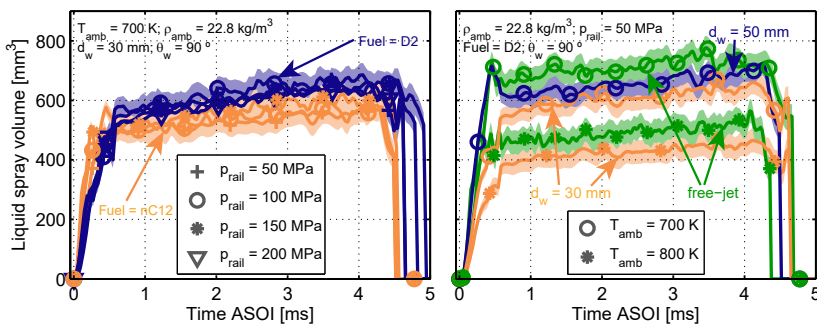 T_amb = 700 K; ρ_amb = 22.8 kg/m³
d_w = 30 mm; θ_w = 90 º
Fuel = D2
Fuel = nC12
p_rail = 50 MPa
p_rail = 100 MPa
p_rail = 150 MPa
p_rail = 200 MPa
Liquid spray volume [mm³]
800
600
400
200
0
0 1 2 3 4 5
Time ASOI [ms]
ρ_amb = 22.8 kg/m³; p_rail = 50 MPa
Fuel = D2; θ_w = 90 º
d_w = 50 mm
d_w = 30 mm
free-jet
T_amb = 700 K
T_amb = 800 K
0 1 2 3 4 5
Time ASOI [ms]